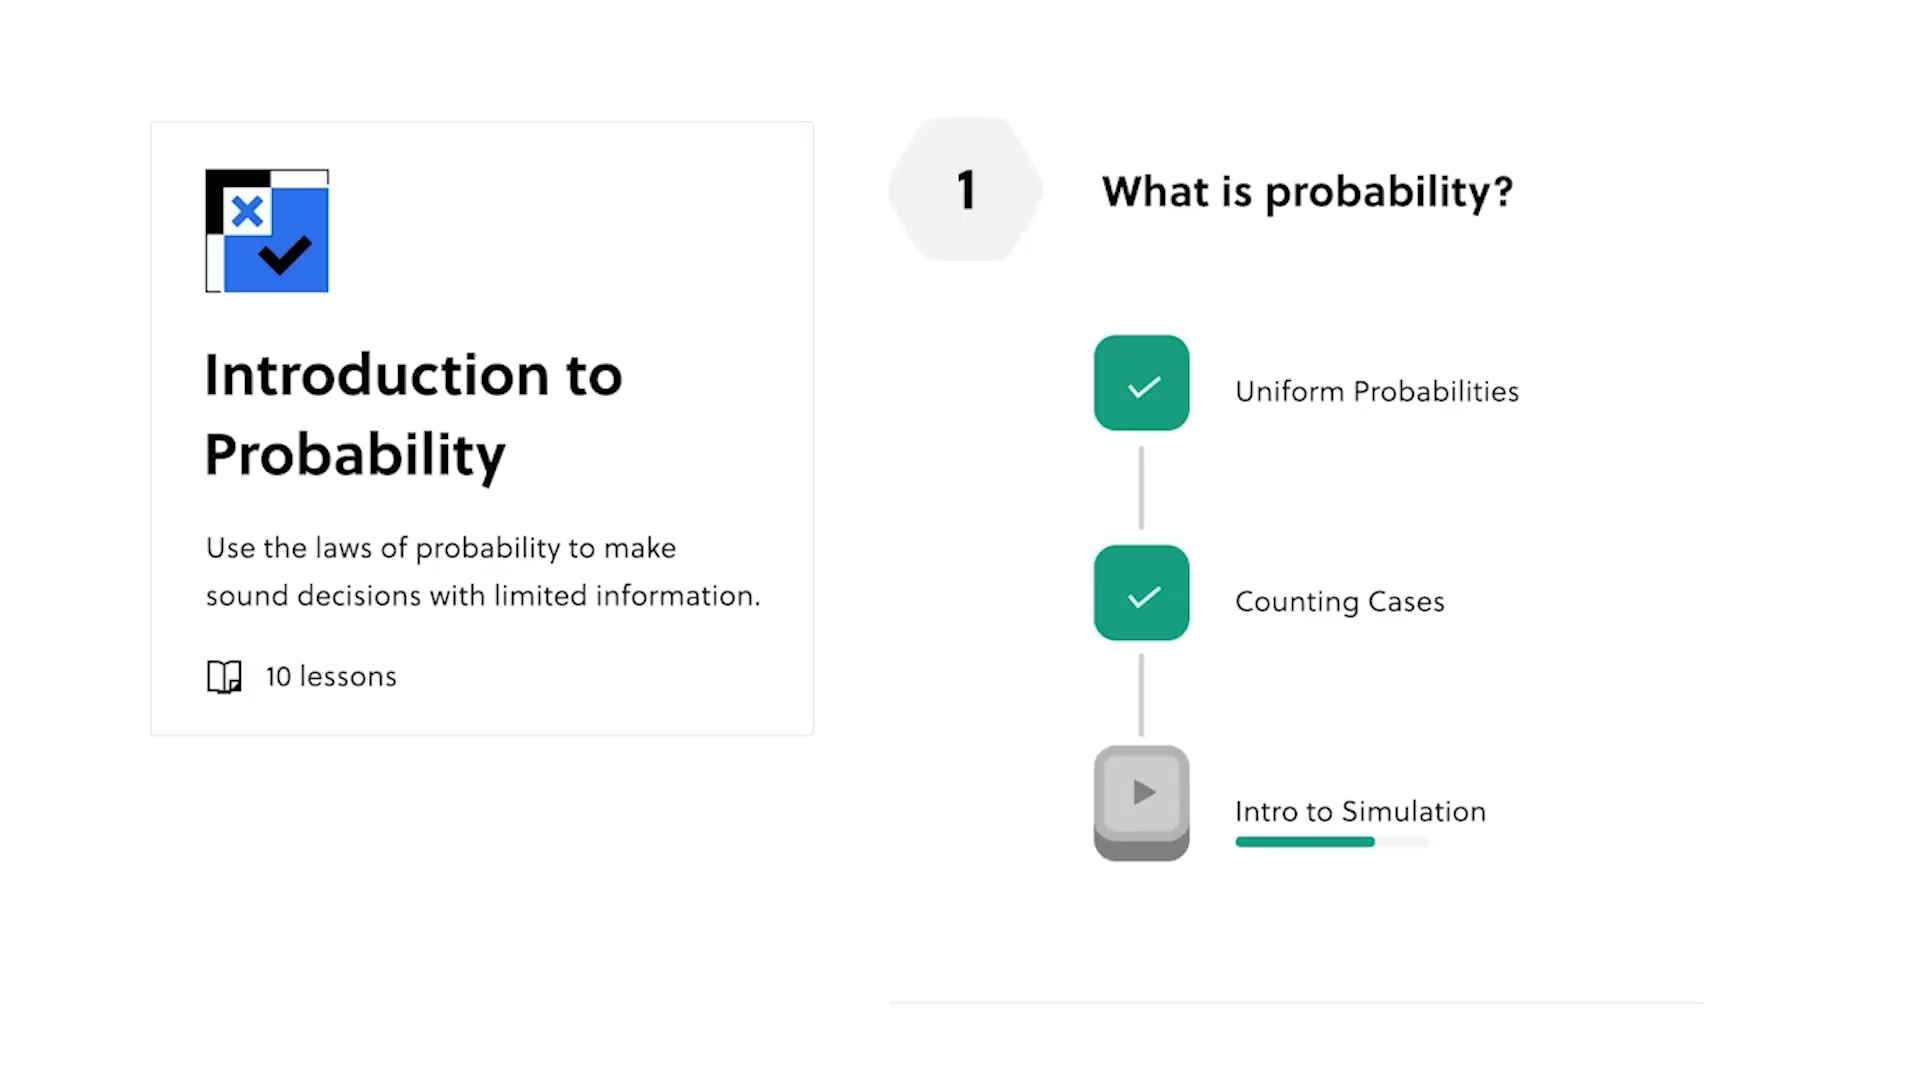 Introduction to
Probability
Use the laws of probability to make
sound decisions with limited information.
10 lessons
1
What is probability?
Uniform Probabilities
Counting Cases
Intro to Simulation